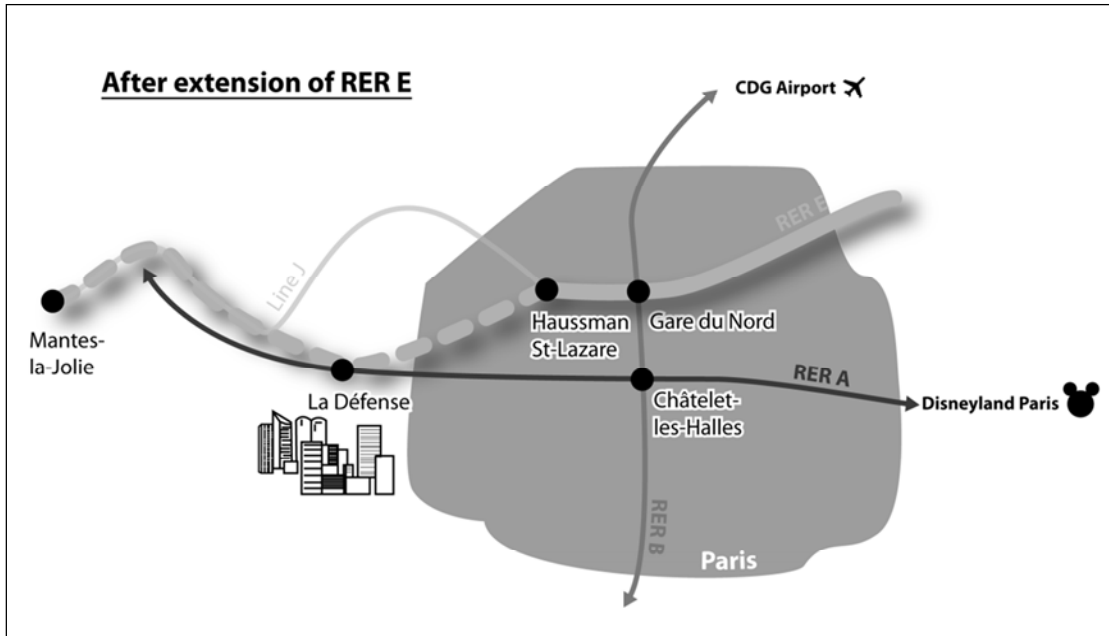 After extension of RER E
CDG Airport
RER E
Line J
Mantes-
la-Jolie
Haussman
St-Lazare
Gare du Nord
La Défense
RER A
Châtelet-
les-Halles
Disneyland Paris
RER B
Paris